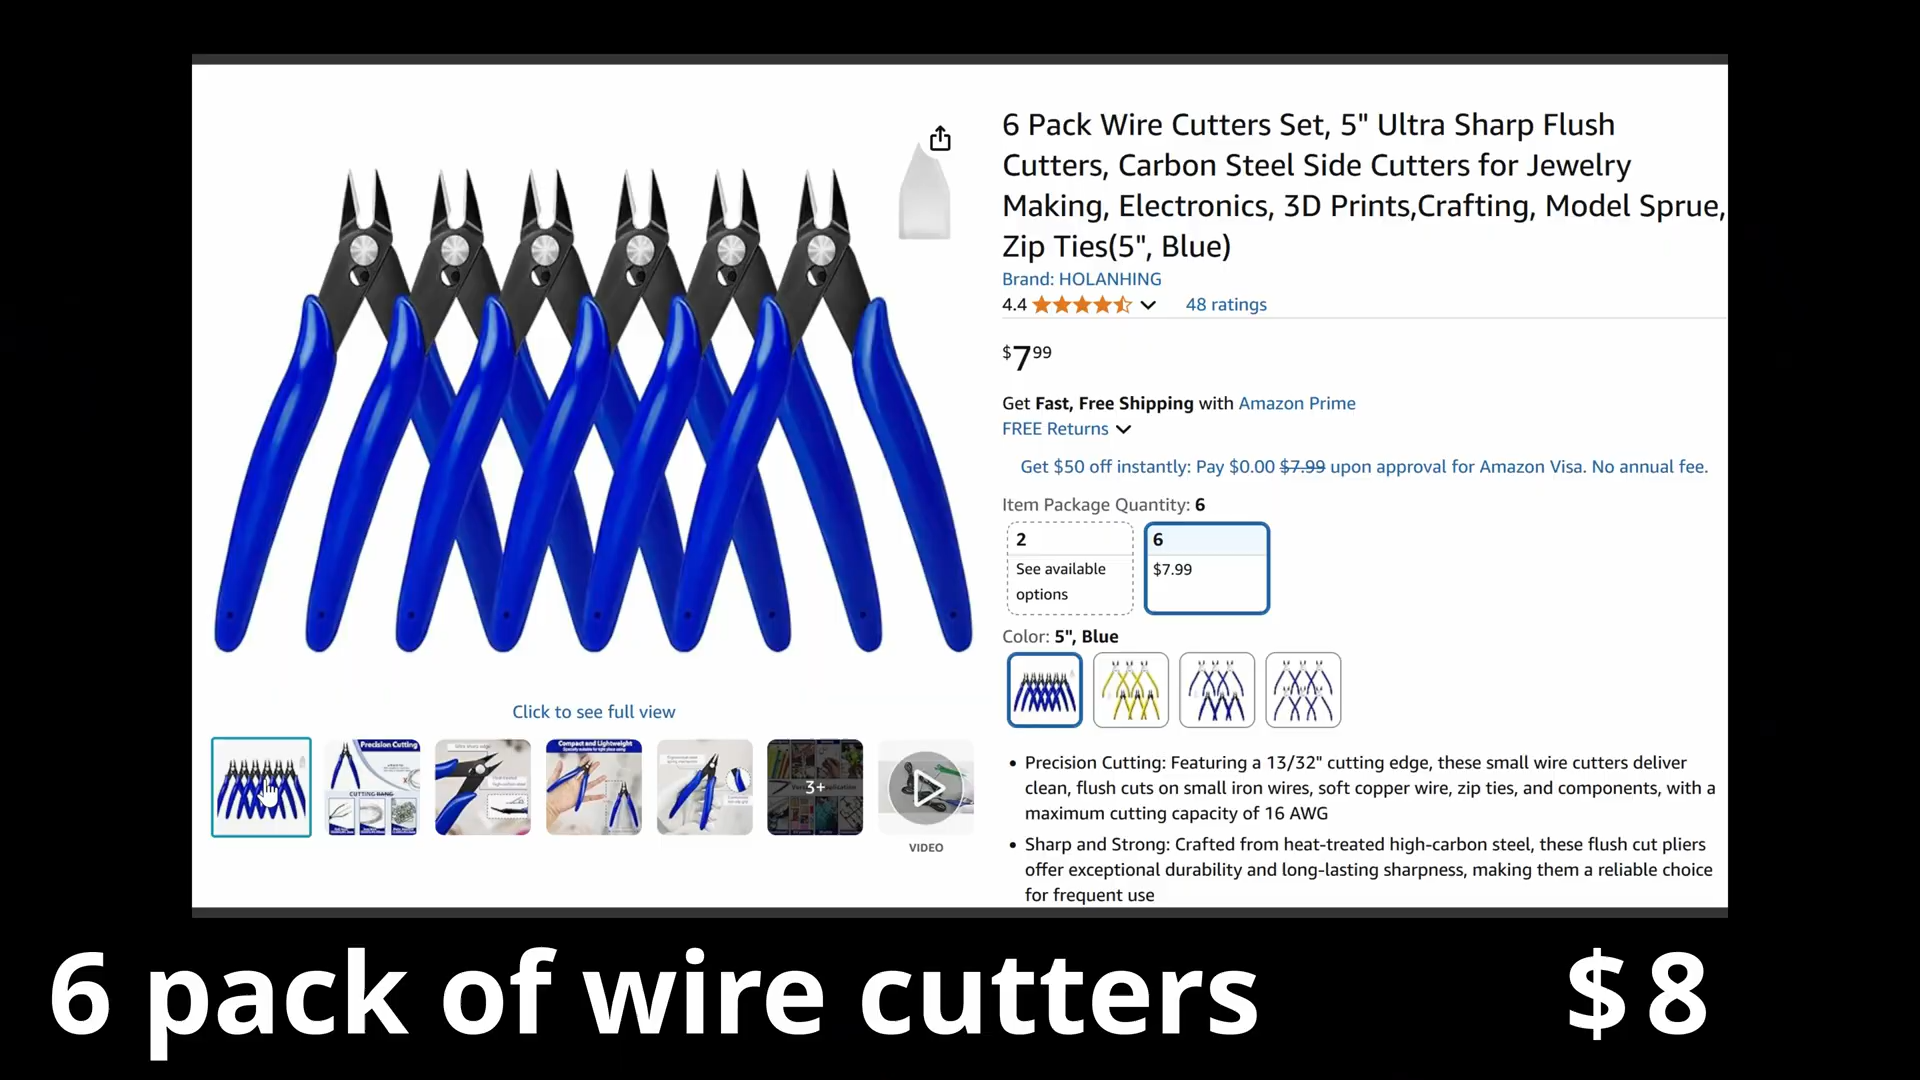 6 Pack Wire Cutters Set, 5" Ultra Sharp Flush
Cutters, Carbon Steel Side Cutters for Jewelry
Making, Electronics, 3D Prints,Crafting, Model Sprue,
Zip Ties(5", Blue)
Brand: HOLANHING
4.4 48 ratings
$7.99
Get Fast, Free Shipping with Amazon Prime
FREE Returns
Get $50 off instantly: Pay $0.00 $7.99 upon approval for Amazon Visa. No annual fee.
Item Package Quantity: 6
2
See available
options
6
$7.99
Color: 5", Blue
Click to see full view
Precision Cutting
Compact and Lightweight
3+
VIDEO
• Precision Cutting: Featuring a 13/32" cutting edge, these small wire cutters deliver
clean, flush cuts on small iron wires, soft copper wire, zip ties, and components, with a
maximum cutting capacity of 16 AWG
• Sharp and Strong: Crafted from heat-treated high-carbon steel, these flush cut pliers
offer exceptional durability and long-lasting sharpness, making them a reliable choice
for frequent use
6 pack of wire cutters $8